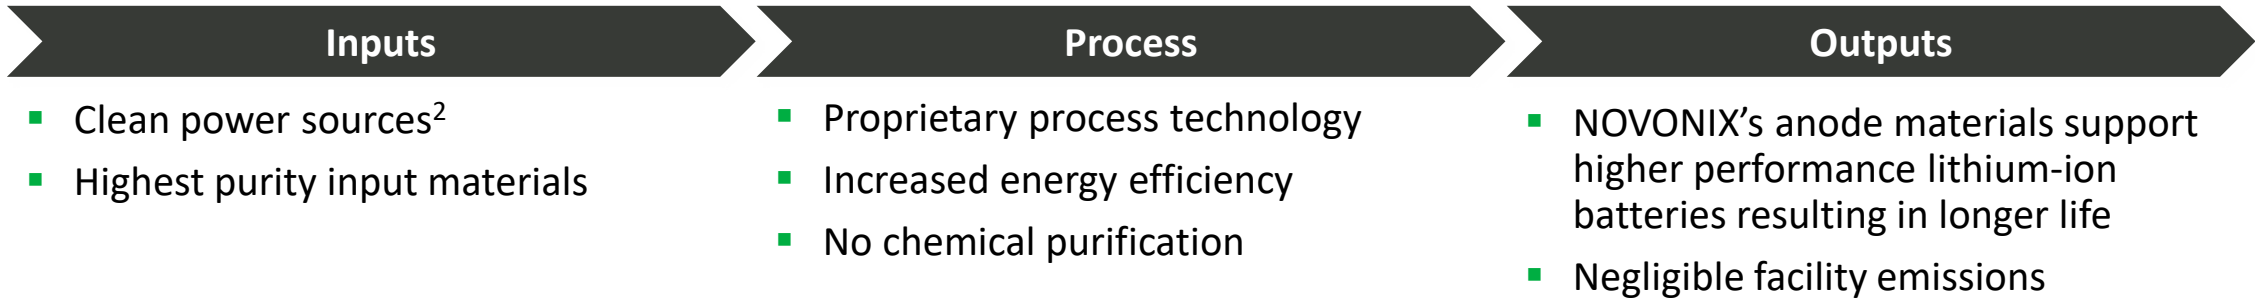 Inputs
Clean power sources²
Highest purity input materials
Process
Proprietary process technology
Increased energy efficiency
No chemical purification
Outputs
NOVONIX's anode materials support
higher performance lithium-ion
batteries resulting in longer life
Negligible facility emissions